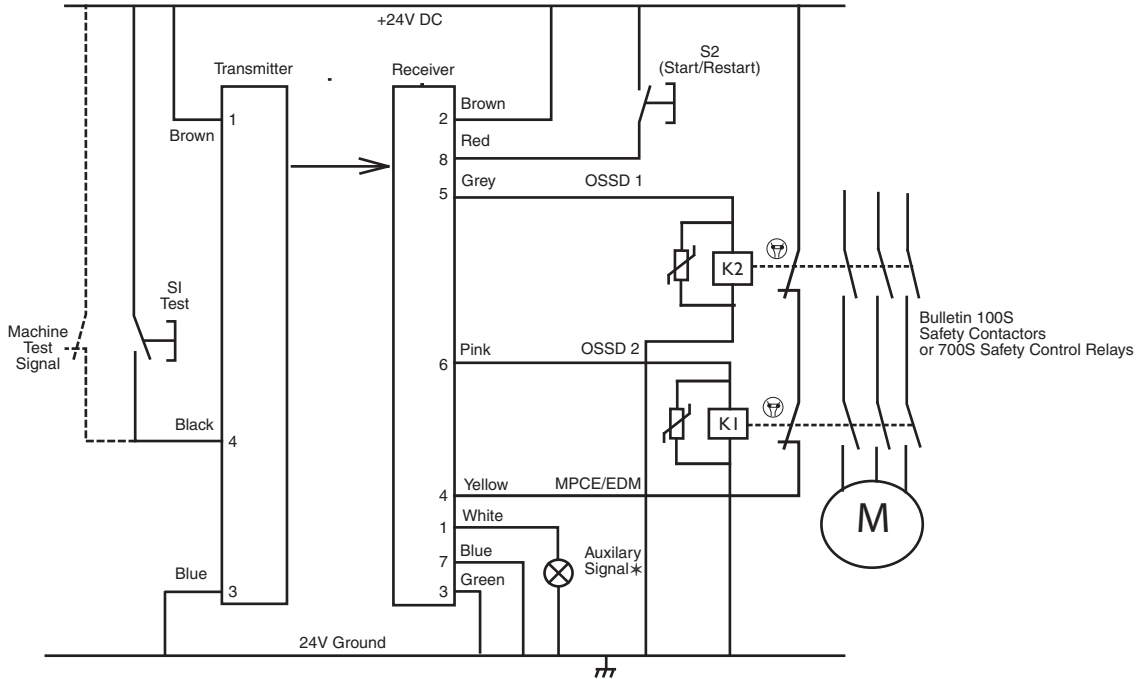 +24V DC
S2
(Start/Restart)
Transmitter
Receiver
1
Brown
2
Brown
8
Red
5
Grey
OSSD 1
K2
SI
Test
Machine
Test
Signal
Bulletin 100S
Safety Contactors
or 700S Safety Control Relays
6
Pink
OSSD 2
K1
Black
4
4
Yellow
MPCE/EDM
1
White
M
7
Blue
Auxilary
Signal*
3
Green
Blue
3
24V Ground